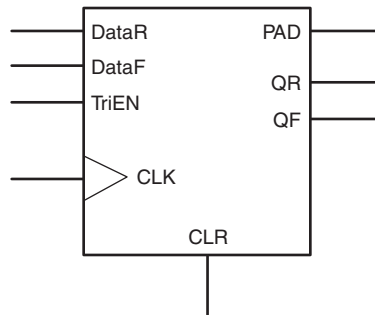 DataR
PAD
DataF
QR
TriEN
QF
CLK
CLR